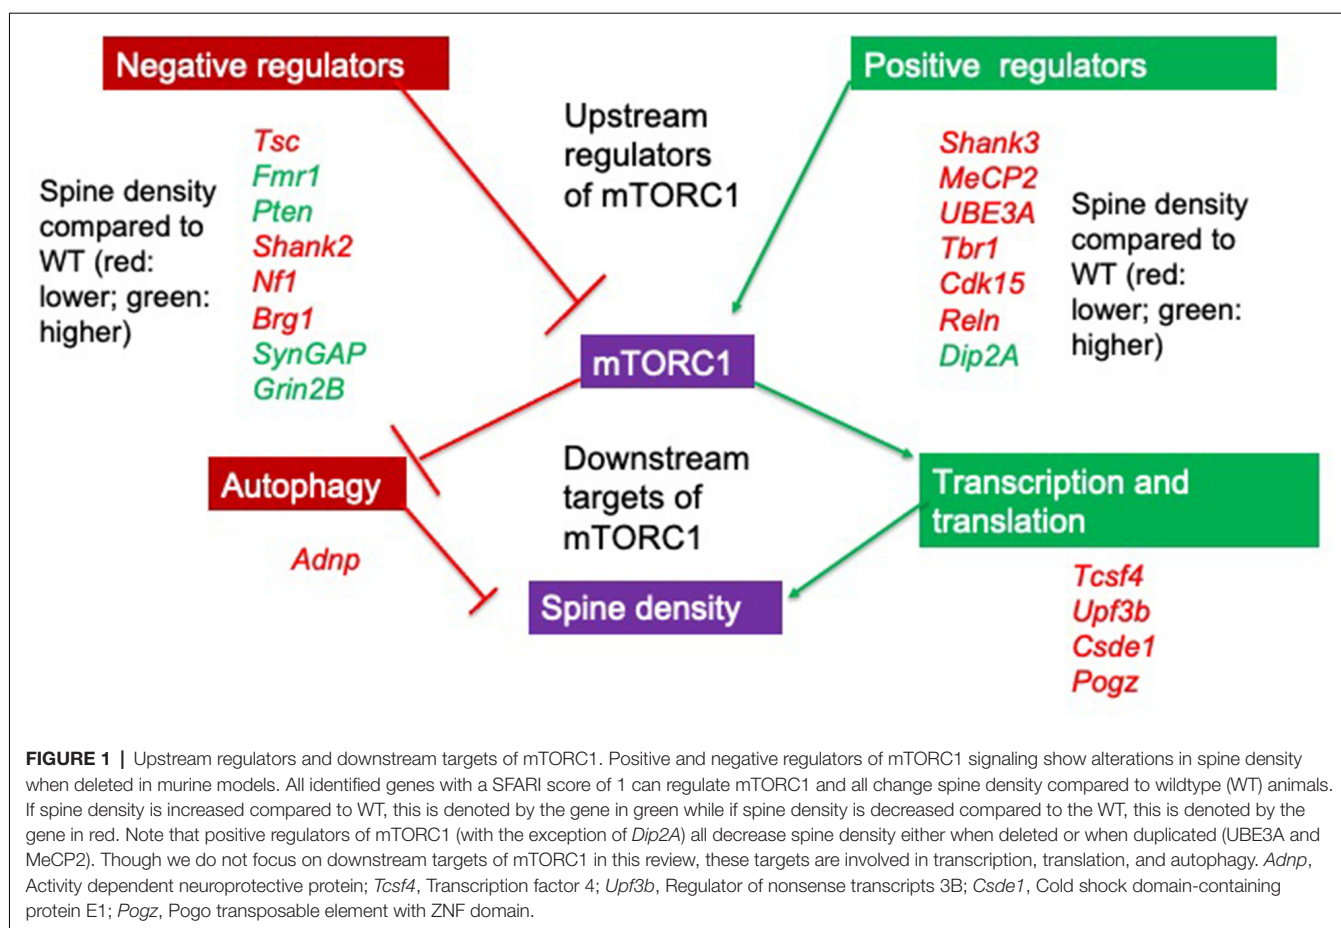 Negative regulators
Positive regulators
Upstream
regulators
of mTORC1
Tsc
Fmr1
Pten
Shank2
Nf1
Brg1
SynGAP
Grin2B
Spine density
compared to
WT (red:
lower; green:
higher)
Shank3
MeCP2
UBE3A
Tbr1
Cdk15
Reln
Dip2A
Spine density
compared to
WT (red:
lower; green:
higher)
mTORC1
Autophagy
Adnp
Downstream
targets of
mTORC1
Transcription and
translation
Spine density
Tcsf4
Upf3b
Csde1
Pogz
FIGURE 1 | Upstream regulators and downstream targets of mTORC1. Positive and negative regulators of mTORC1 signaling show alterations in spine density
when deleted in murine models. All identified genes with a SFARI score of 1 can regulate mTORC1 and all change spine density compared to wildtype (WT) animals.
If spine density is increased compared to WT, this is denoted by the gene in green while if spine density is decreased compared to the WT, this is denoted by the
gene in red. Note that positive regulators of mTORC1 (with the exception of Dip2A) all decrease spine density either when deleted or when duplicated (UBE3A and
MeCP2). Though we do not focus on downstream targets of mTORC1 in this review, these targets are involved in transcription, translation, and autophagy. Adnp,
Activity dependent neuroprotective protein; Tcsf4, Transcription factor 4; Upf3b, Regulator of nonsense transcripts 3B; Csde1, Cold shock domain-containing
protein E1; Pogz, Pogo transposable element with ZNF domain.